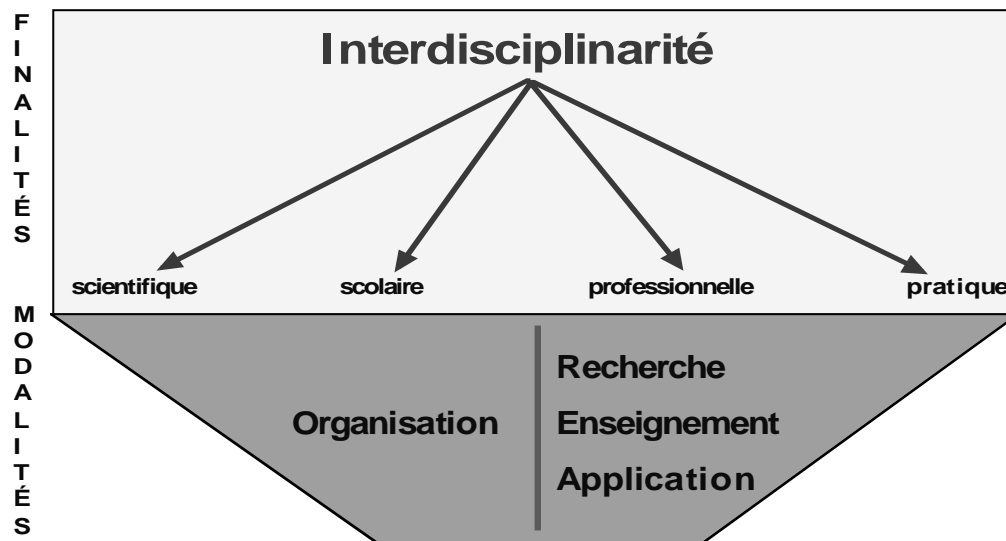 FINALITÉS
Interdisciplinarité
scientifique scolaire professionnelle pratique
MODALITÉS
Organisation
Recherche
Enseignement
Application